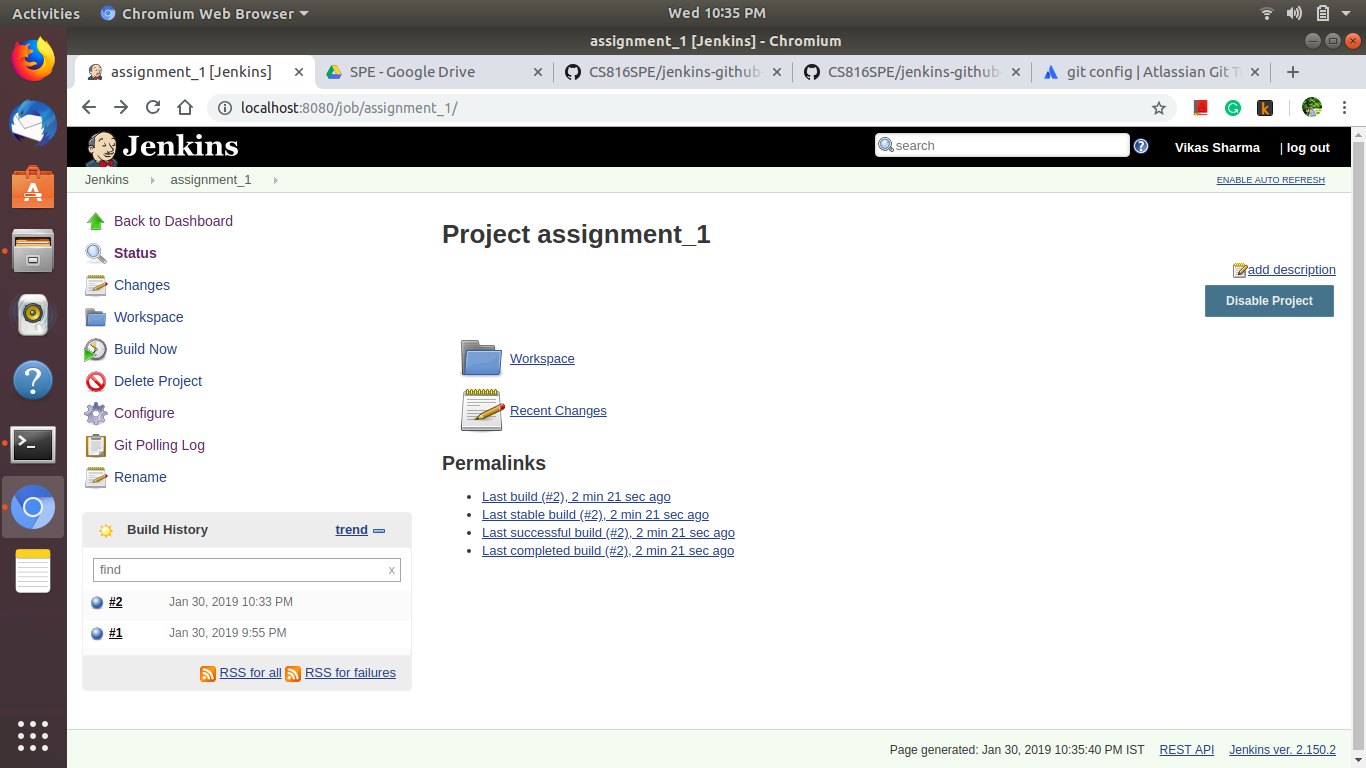 Activities Chromium Web Browser Wed 10:35 PM
assignment_1 [Jenkins] - Chromium
assignment_1 [Jenkins] SPE - Google Drive CS816SPE/jenkins-github- CS816SPE/jenkins-github- git config | Atlassian Git T
localhost:8080/job/assignment_1/
Jenkins search Vikas Sharma | log out
Jenkins assignment_1 ENABLE AUTO REFRESH
Back to Dashboard
Status
Changes
Workspace
Build Now
Delete Project
Configure
Git Polling Log
Rename
Build History trend
find x
#2 Jan 30, 2019 10:33 PM
#1 Jan 30, 2019 9:55 PM
RSS for all RSS for failures
Project assignment_1
add description
Disable Project
Workspace
Recent Changes
Permalinks
Last build (#2), 2 min 21 sec ago
Last stable build (#2), 2 min 21 sec ago
Last successful build (#2), 2 min 21 sec ago
Last completed build (#2), 2 min 21 sec ago
Page generated: Jan 30, 2019 10:35:40 PM IST REST API Jenkins ver. 2.150.2